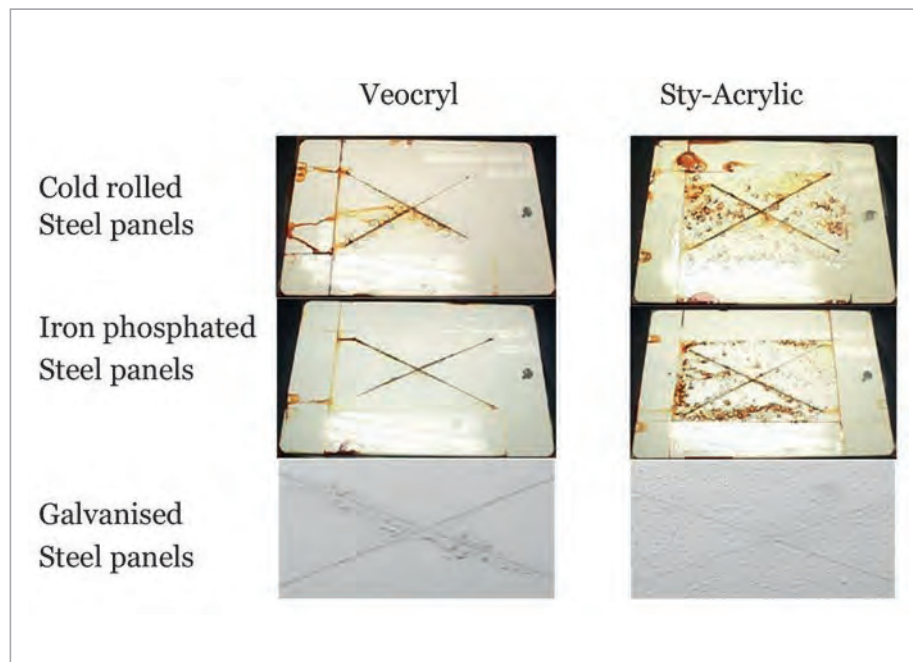 Veocryl
Sty-Acrylic
Cold rolled
Steel panels
Iron phosphated
Steel panels
Galvanised
Steel panels